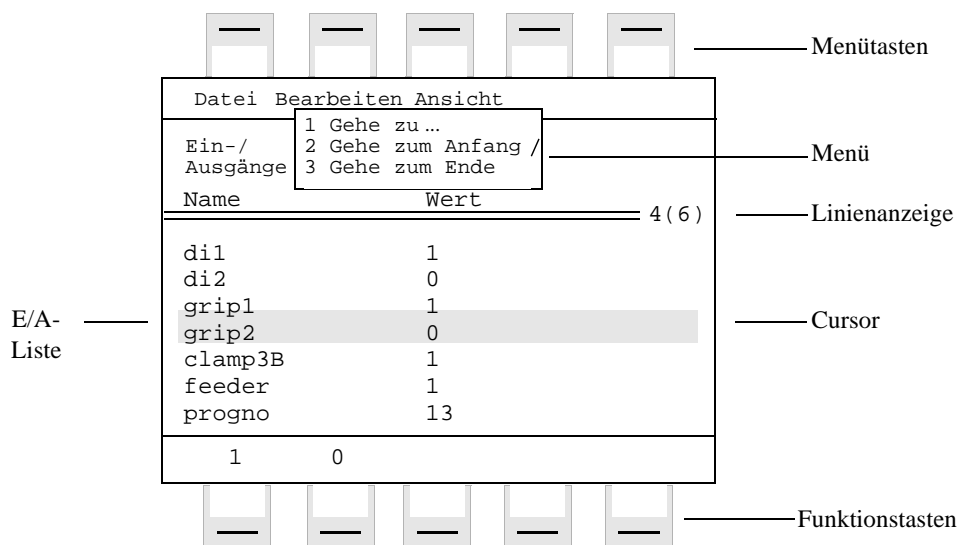 Menütasten
Datei Bearbeiten Ansicht
1 Gehe zu ...
2 Gehe zum Anfang /
3 Gehe zum Ende
Ein-/
Ausgänge
Menü
Name Wert
4(6)
Linienanzeige
di1 1
di2 0
grip1 1
grip2 0
clamp3B 1
feeder 1
progno 13
E/A-
Liste
Cursor
1 0
Funktionstasten